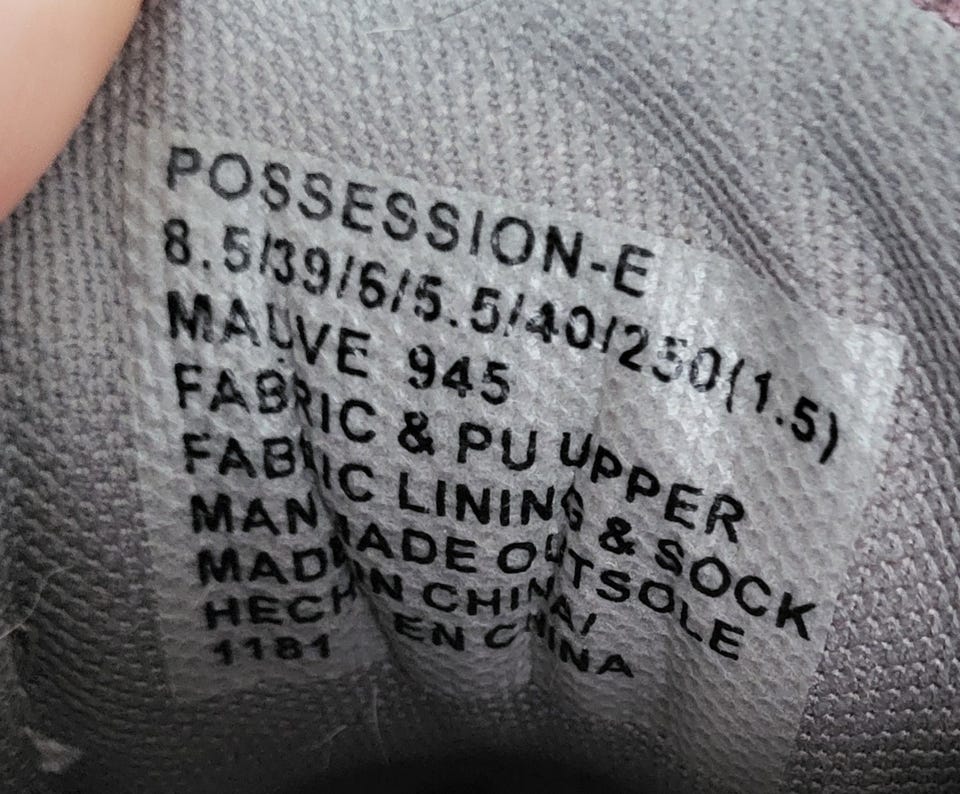 POSSESSION-E
8.5/39/6/5.5/40/250(1.5)
MAUVE 945
FABRIC & PU UPPER
FABRIC LINING & SOCK
MAN MADE OUTSOLE
MADE IN CHINA/
HECH EN CHINA
1181